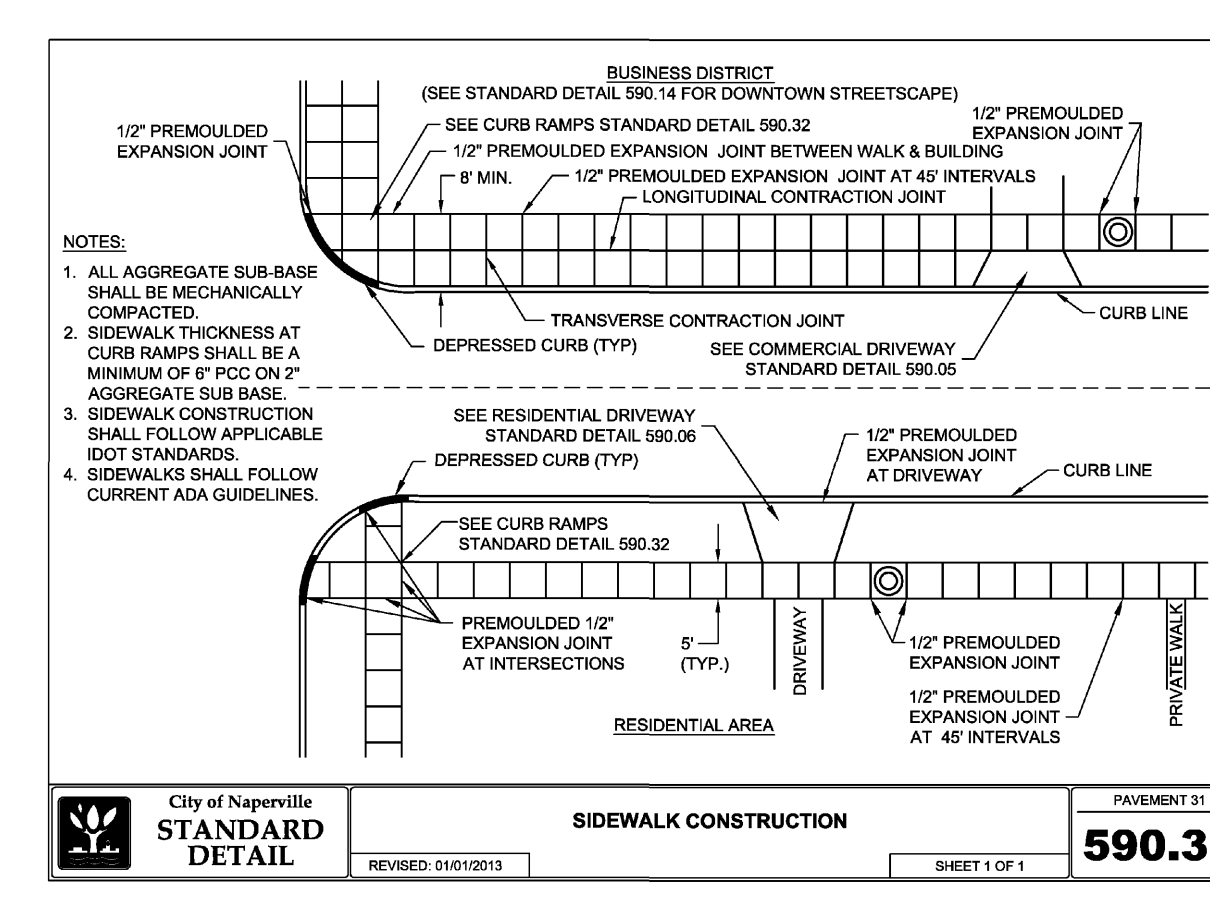 BUSINESS DISTRICT
(SEE STANDARD DETAIL 590.14 FOR DOWNTOWN STREETSCAPE)
1/2" PREMOULDED
EXPANSION JOINT
SEE CURB RAMPS STANDARD DETAIL 590.32
1/2" PREMOULDED EXPANSION JOINT BETWEEN WALK & BUILDING
8' MIN.
1/2" PREMOULDED EXPANSION JOINT AT 45' INTERVALS
LONGITUDINAL CONTRACTION JOINT
1/2" PREMOULDED
EXPANSION JOINT
NOTES:
1. ALL AGGREGATE SUB-BASE
SHALL BE MECHANICALLY
COMPACTED.
2. SIDEWALK THICKNESS AT
CURB RAMPS SHALL BE A
MINIMUM OF 6" PCC ON 2"
AGGREGATE SUB BASE.
3. SIDEWALK CONSTRUCTION
SHALL FOLLOW APPLICABLE
IDOT STANDARDS.
4. SIDEWALKS SHALL FOLLOW
CURRENT ADA GUIDELINES.
TRANSVERSE CONTRACTION JOINT
DEPRESSED CURB (TYP)
SEE COMMERCIAL DRIVEWAY
STANDARD DETAIL 590.05
CURB LINE
SEE RESIDENTIAL DRIVEWAY
STANDARD DETAIL 590.06
DEPRESSED CURB (TYP)
1/2" PREMOULDED
EXPANSION JOINT
AT DRIVEWAY
CURB LINE
SEE CURB RAMPS
STANDARD DETAIL 590.32
PREMOULDED 1/2"
EXPANSION JOINT
AT INTERSECTIONS
5'
(TYP.)
DRIVEWAY
1/2" PREMOULDED
EXPANSION JOINT
1/2" PREMOULDED
EXPANSION JOINT
AT 45' INTERVALS
PRIVATE WALK
RESIDENTIAL AREA
City of Naperville
STANDARD
DETAIL
REVISED: 01/01/2013
SIDEWALK CONSTRUCTION
SHEET 1 OF 1
PAVEMENT 31
590.3